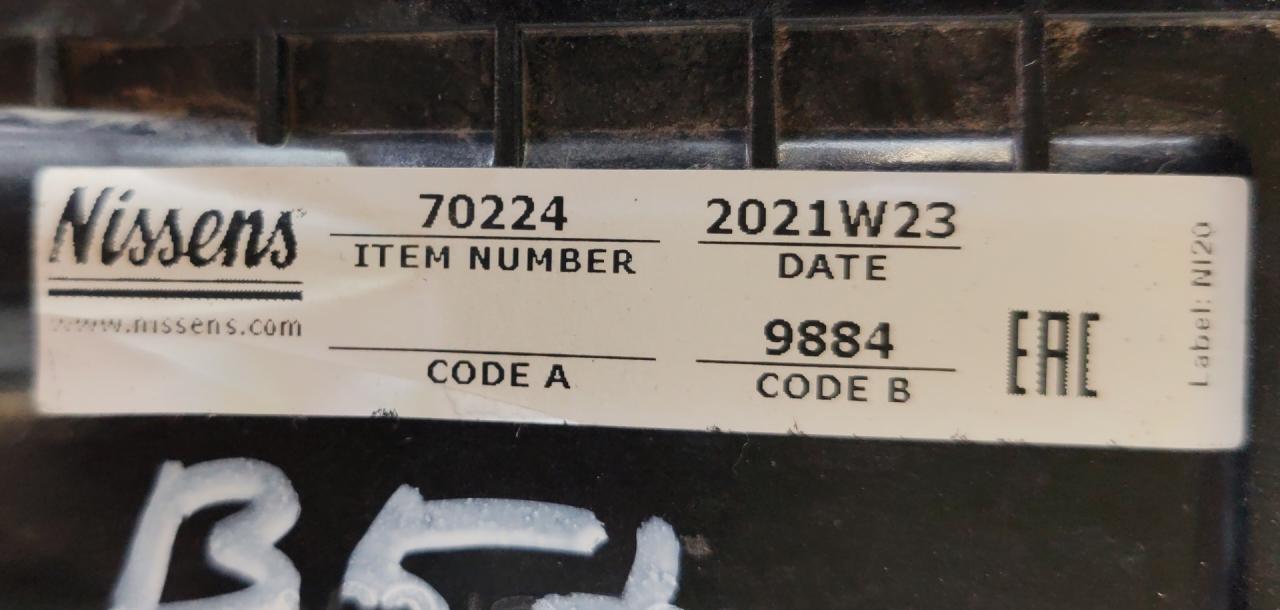 Nissens
www.nissens.com
70224
ITEM NUMBER
CODE A
2021W23
DATE
9884
CODE B
EAC
Label: NI20